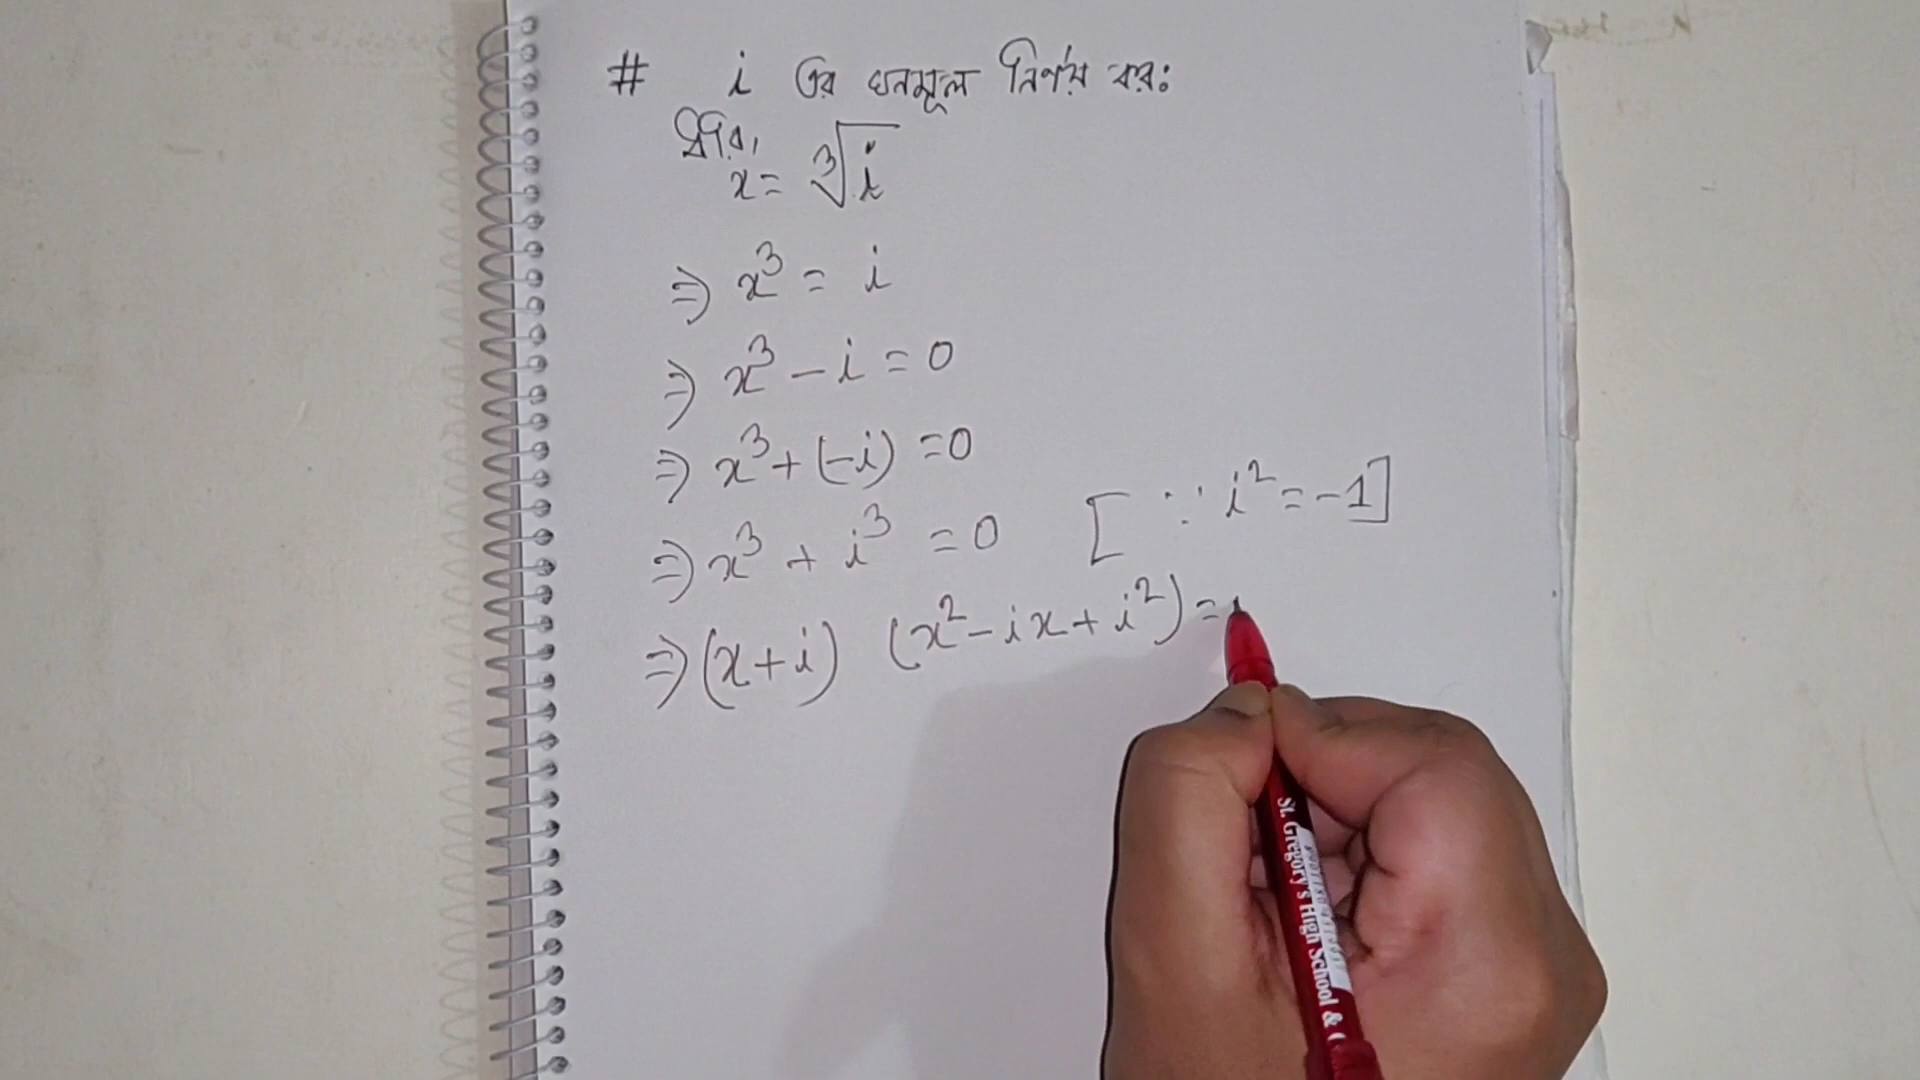 # i এর ঘনমূল নির্ণয় কর:
ধরি,
x = ∛i
⇒ x³ = i
⇒ x³ - i = 0
⇒ x³ + (-i) = 0
⇒ x³ + i³ = 0 [∵ i² = -1]
⇒ (x + i) (x² - ix + i²) =
St. Gregory's High School &